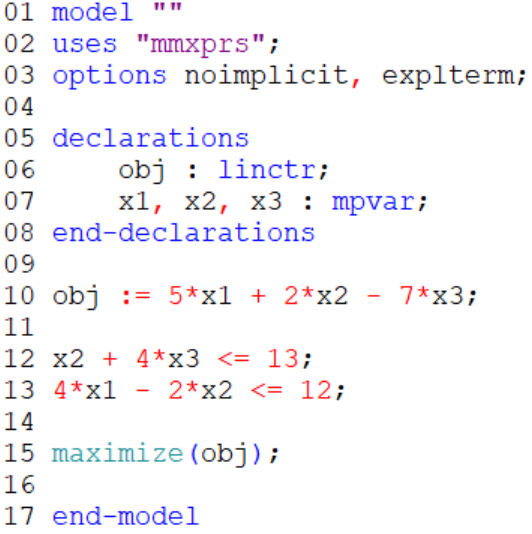 01 model ""
02 uses "mmxprs";
03 options noimplicit, explterm;
04
05 declarations
06     obj : linctr;
07     x1, x2, x3 : mpvar;
08 end-declarations
09
10 obj := 5*x1 + 2*x2 - 7*x3;
11
12 x2 + 4*x3 <= 13;
13 4*x1 - 2*x2 <= 12;
14
15 maximize(obj);
16
17 end-model